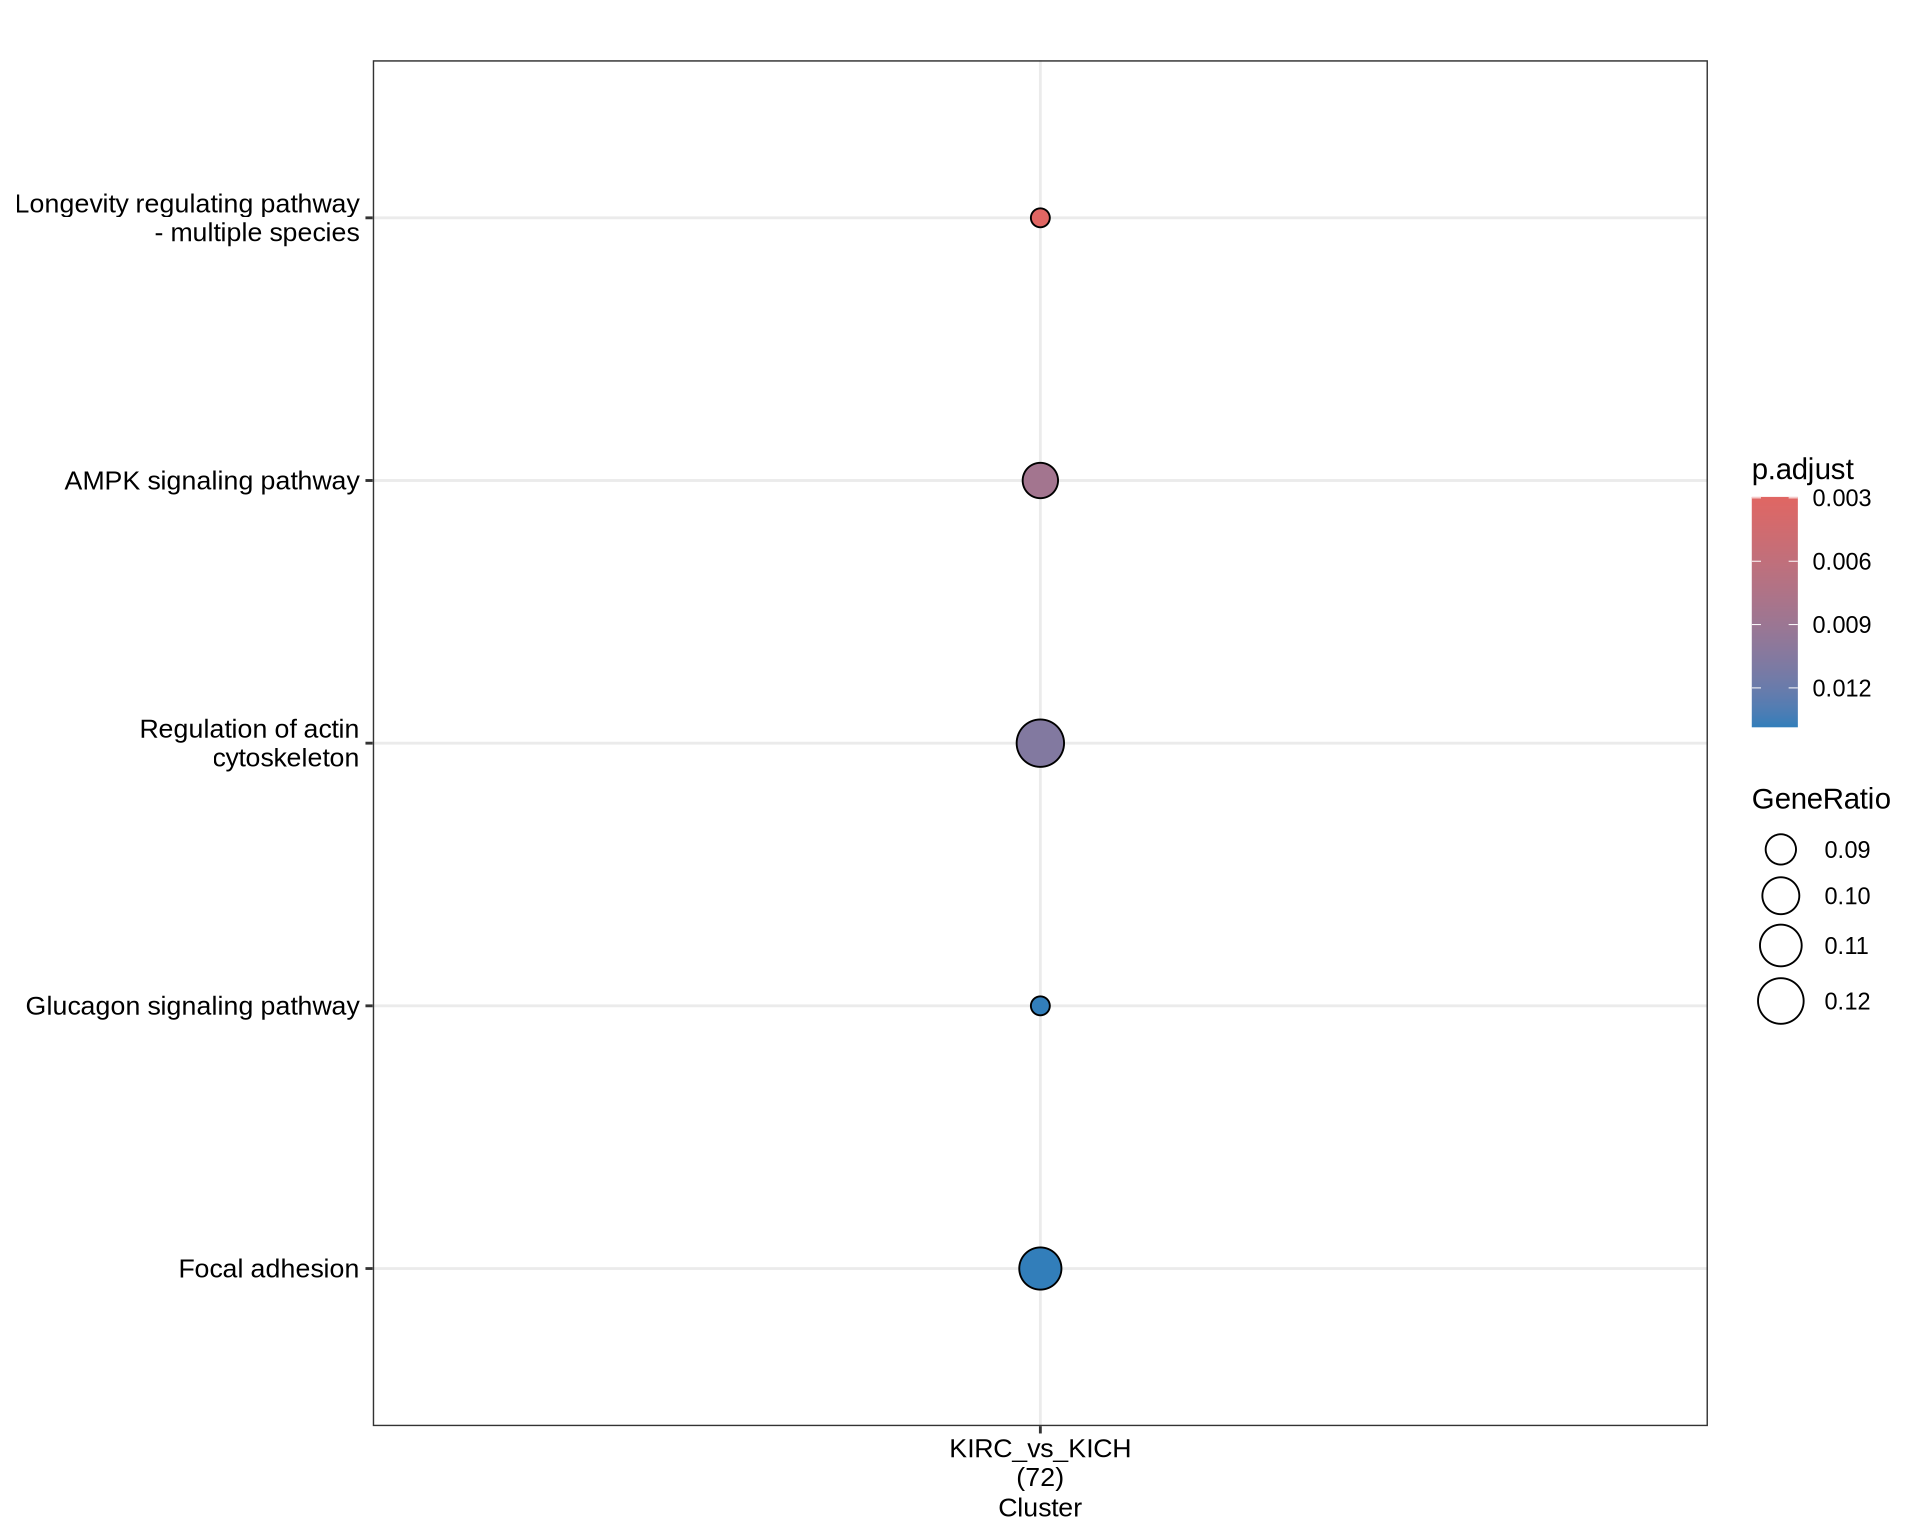 Longevity regulating pathway
- multiple species
AMPK signaling pathway
Regulation of actin
cytoskeleton
Glucagon signaling pathway
Focal adhesion
KIRC_vs_KICH
(72)
Cluster
p.adjust
0.003
0.006
0.009
0.012
GeneRatio
0.09
0.10
0.11
0.12